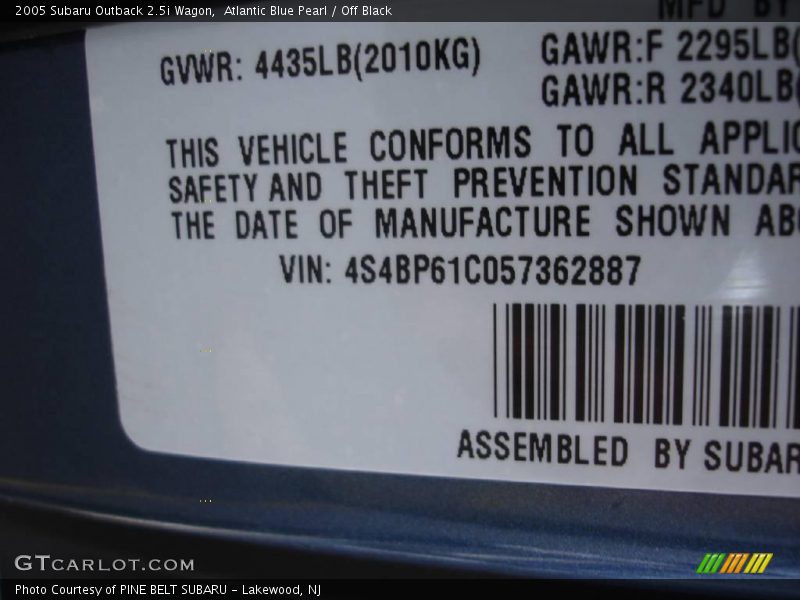 2005 Subaru Outback 2.5i Wagon,  Atlantic Blue Pearl / Off Black
MFD BY
GVWR: 4435LB(2010KG)
GAWR:F 2295LB(
GAWR:R 2340LB(
THIS VEHICLE CONFORMS TO ALL APPLIC
SAFETY AND THEFT PREVENTION STANDAR
THE DATE OF MANUFACTURE SHOWN ABO
VIN: 4S4BP61C057362887
ASSEMBLED BY SUBAR
GTCARLOT.COM
Photo Courtesy of PINE BELT SUBARU - Lakewood, NJ